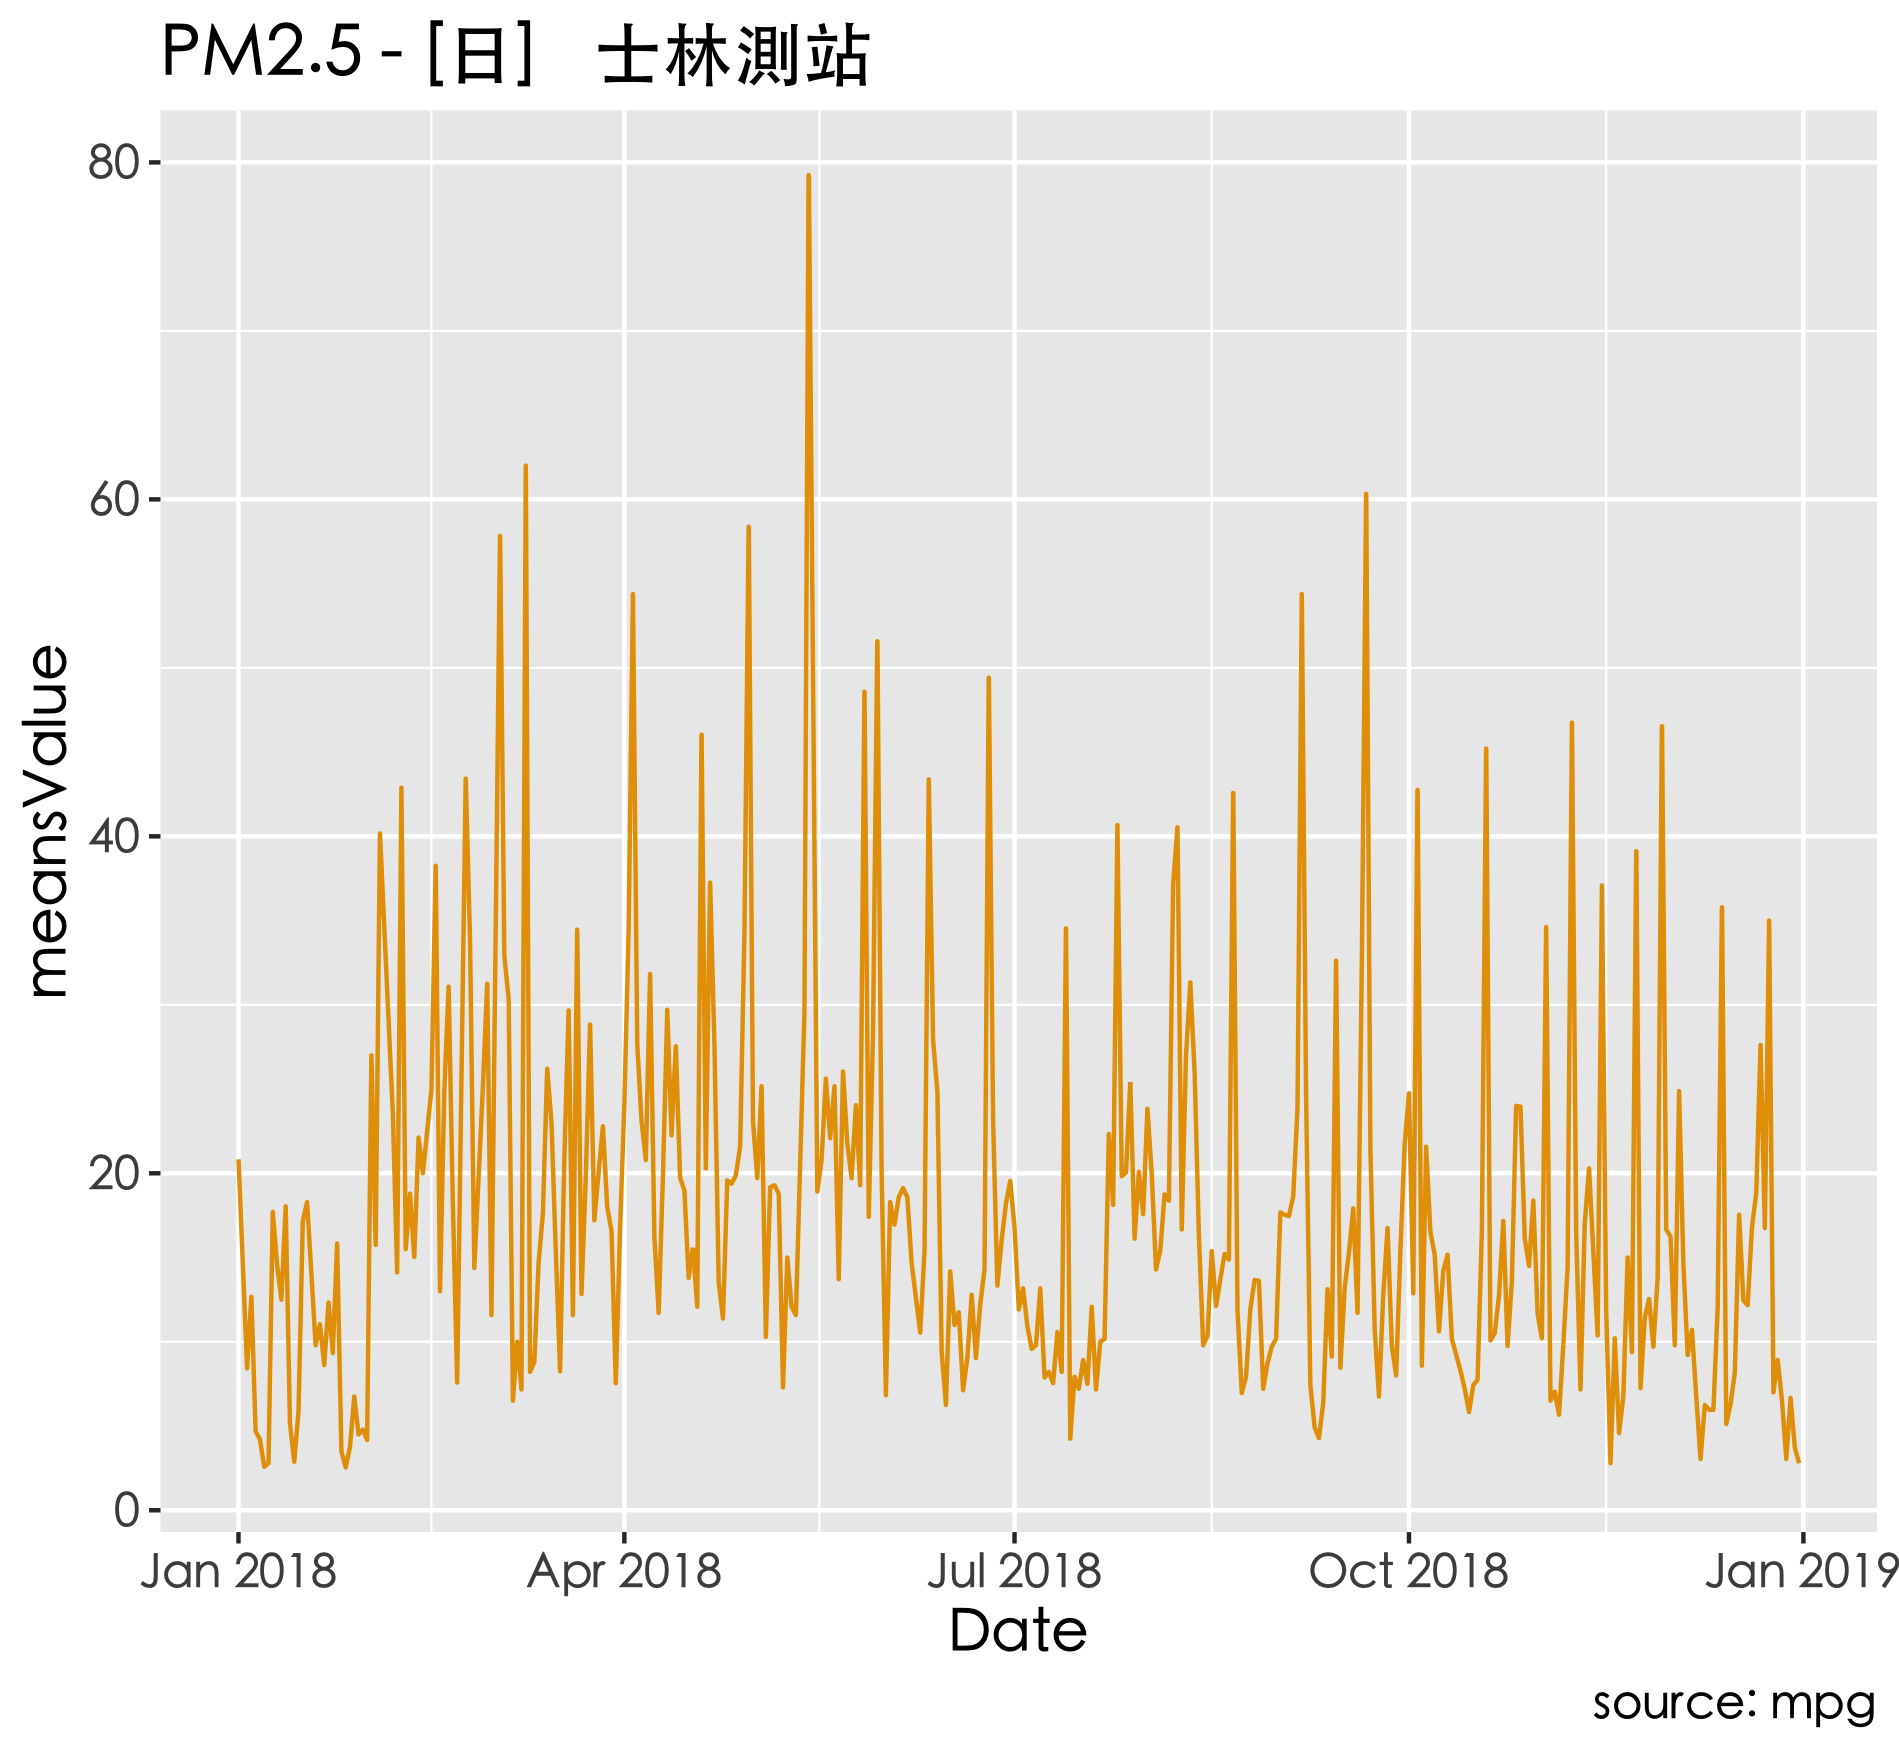 PM2.5 - [日]　士林測站
meansValue
80
60
40
20
0
Jan 2018 Apr 2018 Jul 2018 Oct 2018 Jan 2019
Date
source: mpg